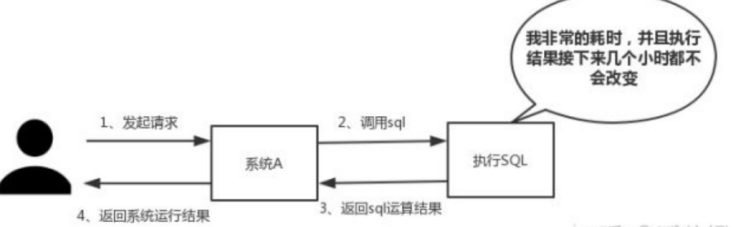 我非常的耗时，并且执行
结果接下来几个小时都不
会改变
1、发起请求
2、调用sql
系统A
执行SQL
4、返回系统运行结果
3、返回sql运算结果